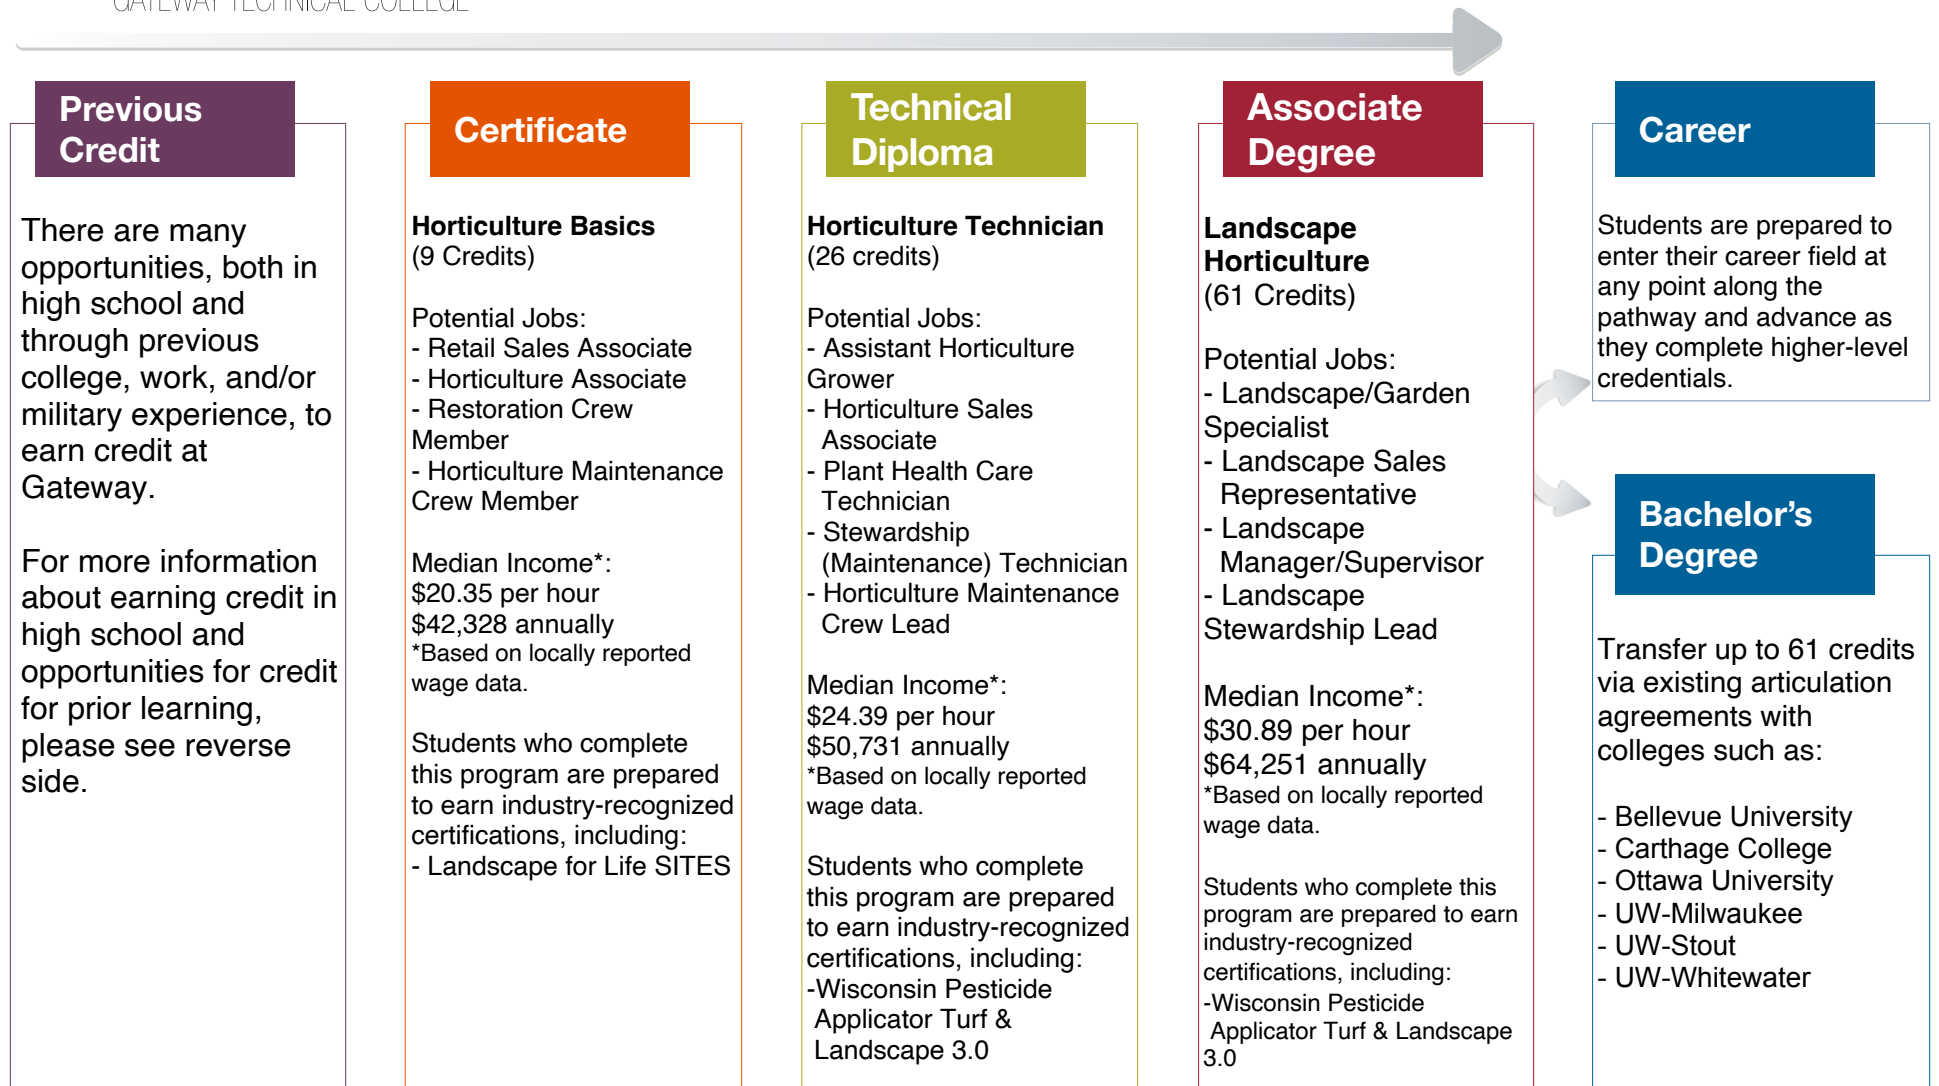 GATEWAY TECHNICAL COLLEGE
Previous
Credit
There are many
opportunities, both in
high school and
through previous
college, work, and/or
military experience, to
earn credit at
Gateway.
For more information
about earning credit in
high school and
opportunities for credit
for prior learning,
please see reverse
side.
Certificate
Horticulture Basics
(9 Credits)
Potential Jobs:
- Retail Sales Associate
- Horticulture Associate
- Restoration Crew
Member
- Horticulture Maintenance
Crew Member
Median Income*:
$20.35 per hour
$42,328 annually
*Based on locally reported
wage data.
Students who complete
this program are prepared
to earn industry-recognized
certifications, including:
- Landscape for Life SITES
Technical
Diploma
Horticulture Technician
(26 credits)
Potential Jobs:
- Assistant Horticulture
Grower
- Horticulture Sales
Associate
- Plant Health Care
Technician
- Stewardship
(Maintenance) Technician
- Horticulture Maintenance
Crew Lead
Median Income*:
$24.39 per hour
$50,731 annually
*Based on locally reported
wage data.
Students who complete
this program are prepared
to earn industry-recognized
certifications, including:
-Wisconsin Pesticide
Applicator Turf &
Landscape 3.0
Associate
Degree
Landscape
Horticulture
(61 Credits)
Potential Jobs:
- Landscape/Garden
Specialist
- Landscape Sales
Representative
- Landscape
Manager/Supervisor
- Landscape
Stewardship Lead
Median Income*:
$30.89 per hour
$64,251 annually
*Based on locally reported
wage data.
Students who complete this
program are prepared to earn
industry-recognized
certifications, including:
-Wisconsin Pesticide
Applicator Turf & Landscape
3.0
Career
Students are prepared to
enter their career field at
any point along the
pathway and advance as
they complete higher-level
credentials.
Bachelor's
Degree
Transfer up to 61 credits
via existing articulation
agreements with
colleges such as:
- Bellevue University
- Carthage College
- Ottawa University
- UW-Milwaukee
- UW-Stout
- UW-Whitewater